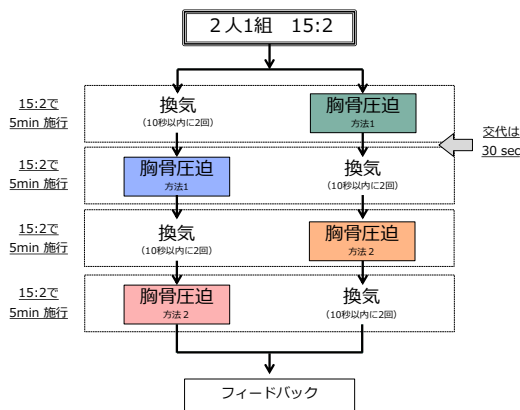 ２人1組　15:2
15:2で
5min 施行
換気
（10秒以内に2回）
胸骨圧迫
方法1
交代は
30 sec
15:2で
5min 施行
胸骨圧迫
方法1
換気
（10秒以内に2回）
15:2で
5min 施行
換気
（10秒以内に2回）
胸骨圧迫
方法２
15:2で
5min 施行
胸骨圧迫
方法２
換気
（10秒以内に2回）
フィードバック